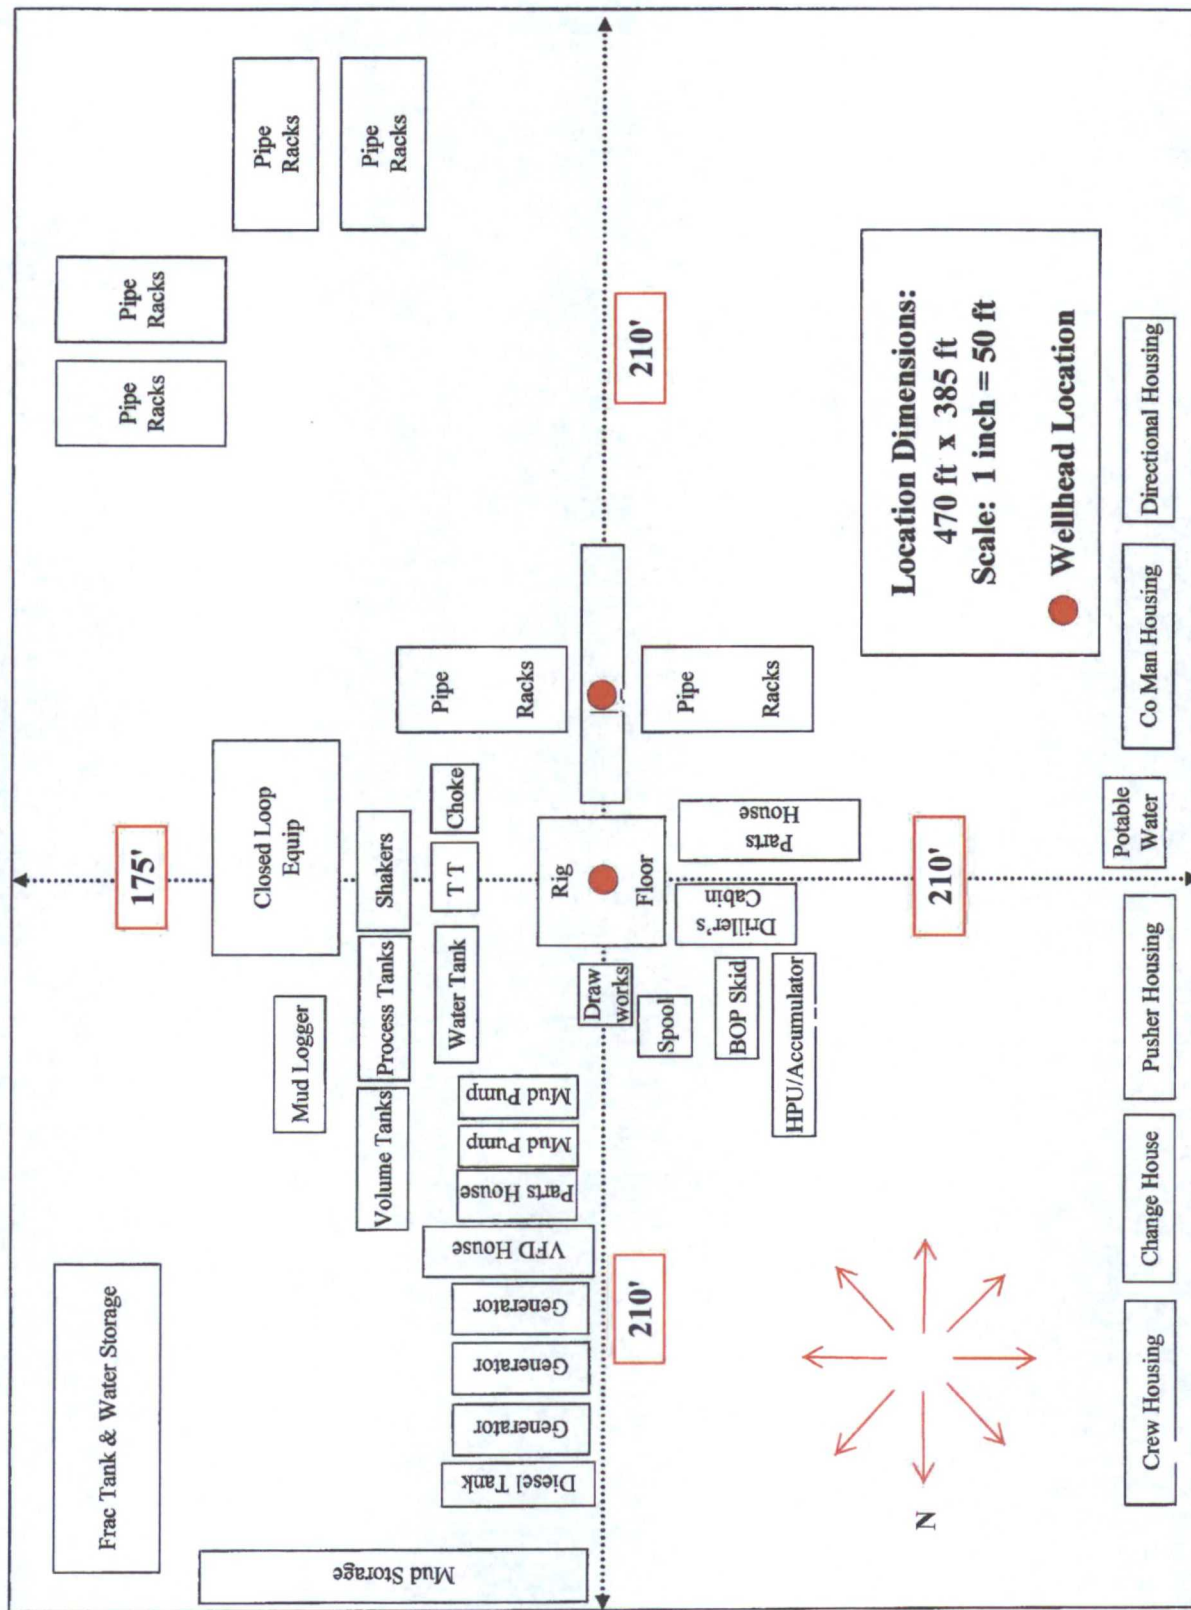 Frac Tank & Water Storage
Mud Storage
Diesel Tank
Generator
Generator
Generator
VFD House
Parts House
Mud Pump
Mud Pump
Volume Tanks
Process Tanks
Shakers
Mud Logger
Closed Loop
Equip
175'
Water Tank
T T
Choke
Pipe
Racks
Pipe
Racks
Pipe
Racks
Pipe
Racks
210'
Draw
works
Rig
Floor
Pipe
Racks
Pipe
Racks
210'
Spool
BOP Skid
HPU/Accumulator
Driller's
Cabin
Parts
House
210'
N
Location Dimensions:
470 ft x 385 ft
Scale: 1 inch = 50 ft
Wellhead Location
Crew Housing
Change House
Pusher Housing
Potable
Water
Co Man Housing
Directional Housing